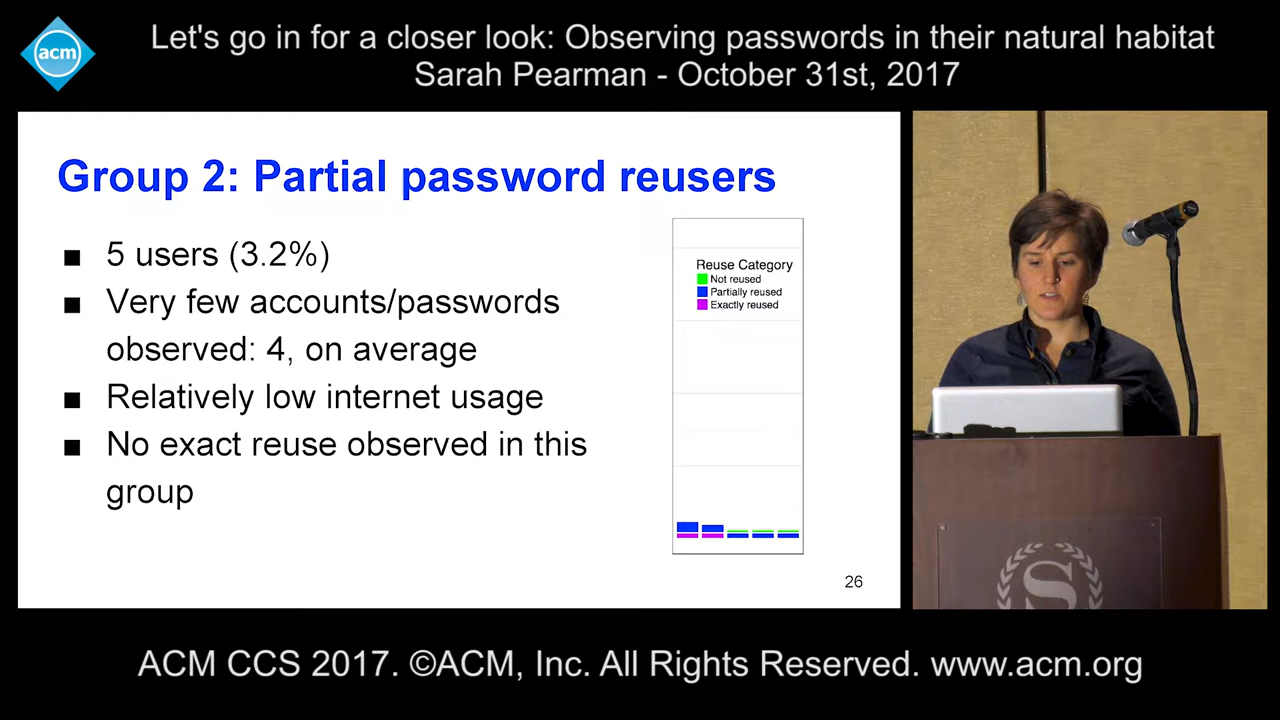 acm
Let's go in for a closer look: Observing passwords in their natural habitat
Sarah Pearman - October 31st, 2017
Group 2: Partial password reusers
■ 5 users (3.2%)
■ Very few accounts/passwords
observed: 4, on average
■ Relatively low internet usage
■ No exact reuse observed in this
group
Reuse Category
Not reused
Partially reused
Exactly reused
26
S
ACM CCS 2017. ©ACM, Inc. All Rights Reserved. www.acm.org